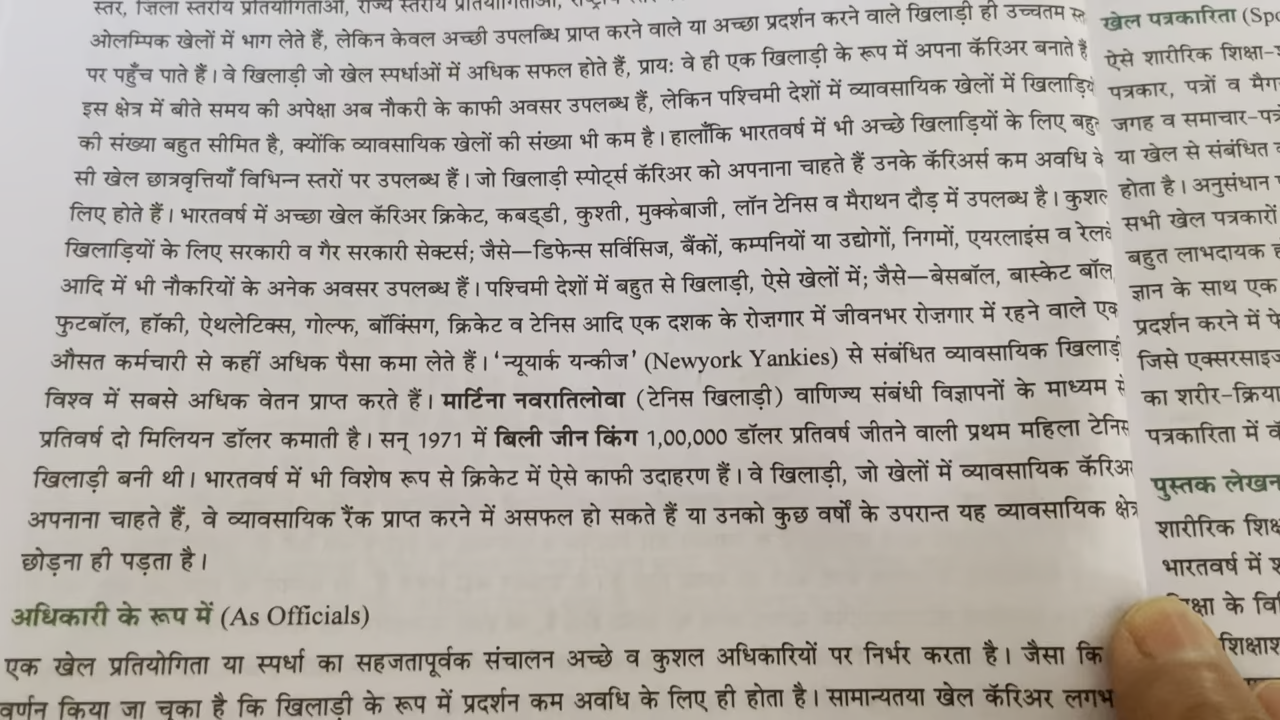 स्तर, जिला स्तरीय प्रतियोगिताओं, राज्य स्तरीय प्रतियोगिताओं,
ओलम्पिक खेलों में भाग लेते हैं, लेकिन केवल अच्छी उपलब्धि प्राप्त करने वाले या अच्छा प्रदर्शन करने वाले खिलाड़ी ही उच्चतम
पर पहुँच पाते हैं। वे खिलाड़ी जो खेल स्पर्धाओं में अधिक सफल होते हैं, प्राय: वे ही एक खिलाड़ी के रूप में अपना कॅरिअर बनाते हैं
इस क्षेत्र में बीते समय की अपेक्षा अब नौकरी के काफी अवसर उपलब्ध हैं, लेकिन पश्चिमी देशों में व्यावसायिक खेलों में
की संख्या बहुत सीमित है, क्योंकि व्यावसायिक खेलों की संख्या भी कम है। हालाँकि भारतवर्ष में भी अच्छे खिलाड़ियों के लिए बहुत
सी खेल छात्रवृत्तियाँ विभिन्न स्तरों पर उपलब्ध हैं। जो खिलाड़ी स्पोर्ट्स कॅरिअर को अपनाना चाहते हैं उनके कॅरिअर्स कम अवधि के
लिए होते हैं। भारतवर्ष में अच्छा खेल कॅरिअर क्रिकेट, कबड्डी, कुश्ती, मुक्केबाजी, लॉन टेनिस व मैराथन दौड़ में उपलब्ध है। कुशल
खिलाड़ियों के लिए सरकारी व गैर सरकारी सेक्टर्स; जैसे—डिफेन्स सर्विसिज, बैंकों, कम्पनियों या उद्योगों, निगमों, एयरलाइंस व रेलवे
आदि में भी नौकरियों के अनेक अवसर उपलब्ध हैं। पश्चिमी देशों में बहुत से खिलाड़ी, ऐसे खेलों में; जैसे—बेसबॉल, बास्केट बॉल
फुटबॉल, हॉकी, ऐथलेटिक्स, गोल्फ, बॉक्सिंग, क्रिकेट व टेनिस आदि एक दशक के रोज़गार में जीवनभर रोज़गार में रहने वाले एक
औसत कर्मचारी से कहीं अधिक पैसा कमा लेते हैं। ‘न्यूयार्क यन्कीज’ (Newyork Yankies) से संबंधित व्यावसायिक खिलाड़ी
विश्व में सबसे अधिक वेतन प्राप्त करते हैं। मार्टिना नवरातिलोवा (टेनिस खिलाड़ी) वाणिज्य संबंधी विज्ञापनों के माध्यम से
प्रतिवर्ष दो मिलियन डॉलर कमाती है। सन् 1971 में बिली जीन किंग 1,00,000 डॉलर प्रतिवर्ष जीतने वाली प्रथम महिला टेनिस
खिलाड़ी बनी थी। भारतवर्ष में भी विशेष रूप से क्रिकेट में ऐसे काफी उदाहरण हैं। वे खिलाड़ी, जो खेलों में व्यावसायिक कॅरिअर
अपनाना चाहते हैं, वे व्यावसायिक रैंक प्राप्त करने में असफल हो सकते हैं या उनको कुछ वर्षों के उपरान्त यह व्यावसायिक क्षेत्र
छोड़ना ही पड़ता है।
अधिकारी के रूप में (As Officials)
एक खेल प्रतियोगिता या स्पर्धा का सहजतापूर्वक संचालन अच्छे व कुशल अधिकारियों पर निर्भर करता है। जैसा कि
वर्णन किया जा चुका है कि खिलाड़ी के रूप में प्रदर्शन कम अवधि के लिए ही होता है। सामान्यतया खेल कॅरिअर
खेल पत्रकारिता
ऐसे शारीरिक शिक्षा
पत्रकार, पत्रों व
जगह व समाचार
या खेल से संबंधित
होता है। अनुसंधान
सभी खेल पत्रकारों
बहुत लाभदायक
ज्ञान के साथ एक
प्रदर्शन करने में
जिसे
का शरीर-क्रिया
पत्रकारिता में
पुस्तक लेखन
शारीरिक
भारतवर्ष में
के